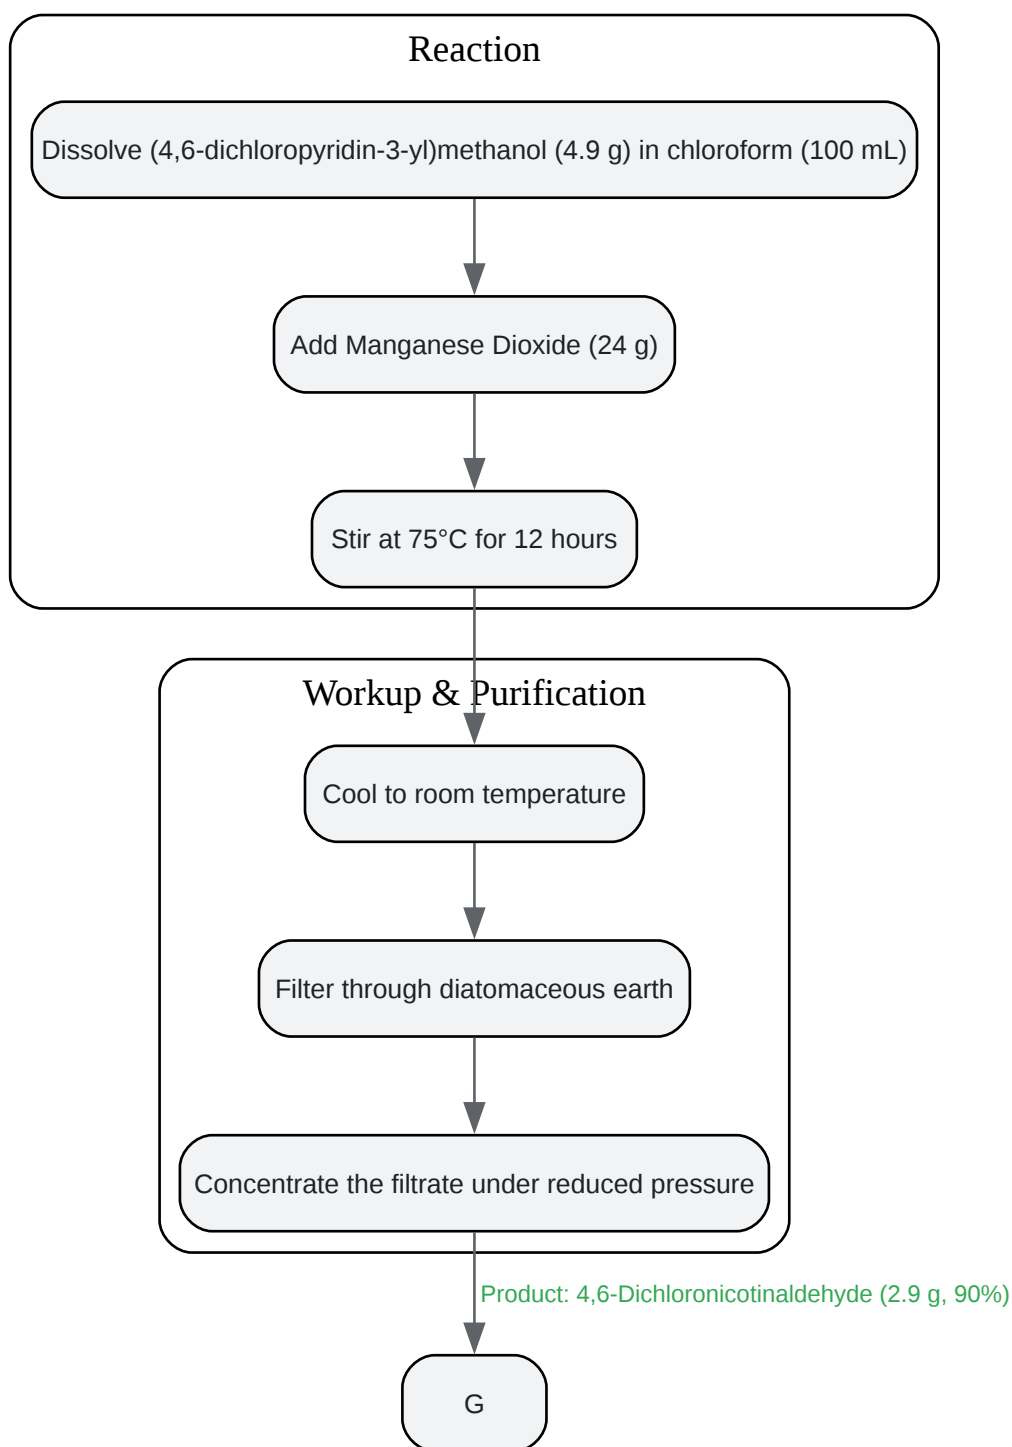 Reaction
Dissolve (4,6-dichloropyridin-3-yl)methanol (4.9 g) in chloroform (100 mL)
Add Manganese Dioxide (24 g)
Stir at 75°C for 12 hours
Workup & Purification
Cool to room temperature
Filter through diatomaceous earth
Concentrate the filtrate under reduced pressure
Product: 4,6-Dichloronicotinaldehyde (2.9 g, 90%)
G